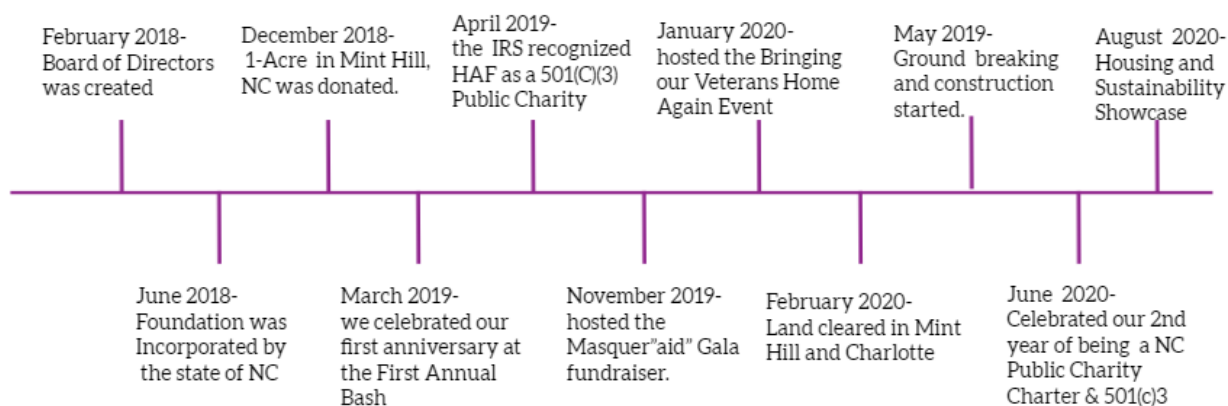 February 2018-
Board of Directors
was created
December 2018-
1-Acre in Mint Hill,
NC was donated.
April 2019-
the IRS recognized
HAF as a 501(C)(3)
Public Charity
January 2020-
hosted the Bringing
our Veterans Home
Again Event
May 2019-
Ground breaking
and construction
started.
August 2020-
Housing and
Sustainability
Showcase
June 2018-
Foundation was
Incorporated by
the state of NC
March 2019-
we celebrated our
first anniversary at
the First Annual
Bash
November 2019-
hosted the
Masquer"aid" Gala
fundraiser.
February 2020-
Land cleared in Mint
Hill and Charlotte
June 2020-
Celebrated our 2nd
year of being a NC
Public Charity
Charter & 501(c)3